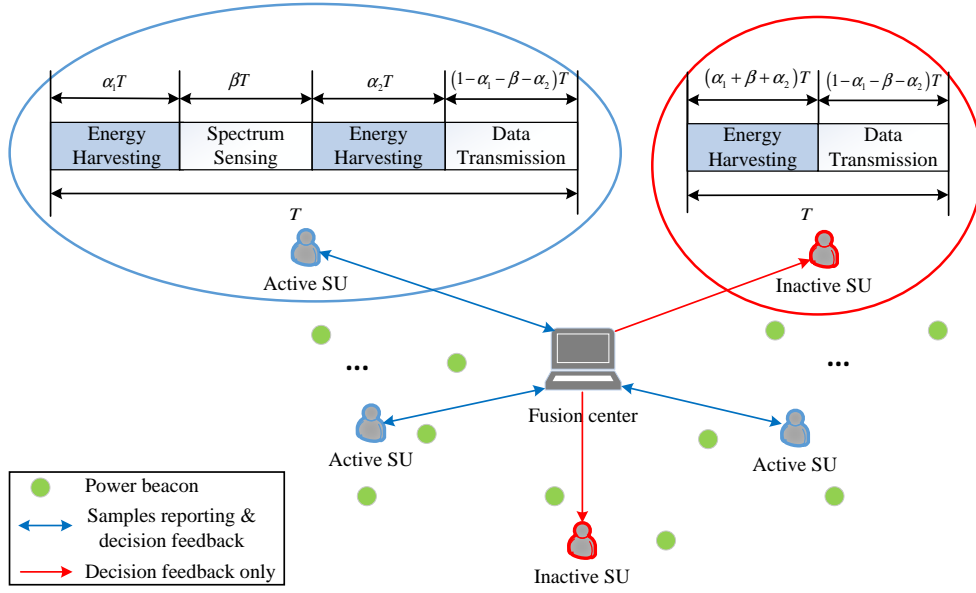 α₁T
βT
α₂T
(1-α₁-β-α₂)T
Energy
Harvesting
Spectrum
Sensing
Energy
Harvesting
Data
Transmission
T
Active SU
(α₁+β+α₂)T
(1-α₁-β-α₂)T
Energy
Harvesting
Data
Transmission
T
Inactive SU
...
...
Fusion center
Active SU
Active SU
Inactive SU
Power beacon
Samples reporting &
decision feedback
Decision feedback only